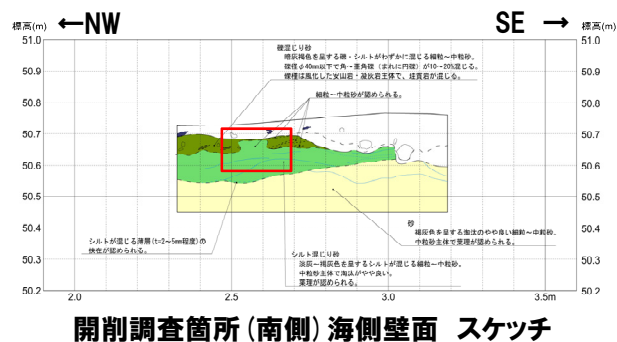 ←NW
SE→
標高(m)
標高(m)
51.0
50.9
50.8
50.7
50.6
50.5
50.4
50.3
50.2
51.0
50.9
50.8
50.7
50.6
50.5
50.4
50.3
50.2
礫混じり砂
暗灰褐色を呈する礫・シルトがわずかに混じる細粒~中粒砂。
礫径φ40mm以下で角~亜角礫(まれに円礫)が10~20%混じる。
礫種は風化した安山岩・凝灰岩主体で、珪質岩が混じる。
細粒~中粒砂が認められる。
砂
褐灰色を呈する淘汰のやや良い細粒~中粒砂。
中粒砂主体で葉理が認められる。
シルトが混じる薄層(t=2~5mm程度)の
挟在が認められる。
シルト混じり砂
淡灰~褐灰色を呈するシルトが混じる細粒~中粒砂。
中粒砂主体で淘汰がやや良い。
葉理が認められる。
2.0
2.5
3.0
3.5m
開削調査箇所(南側)海側壁面 スケッチ